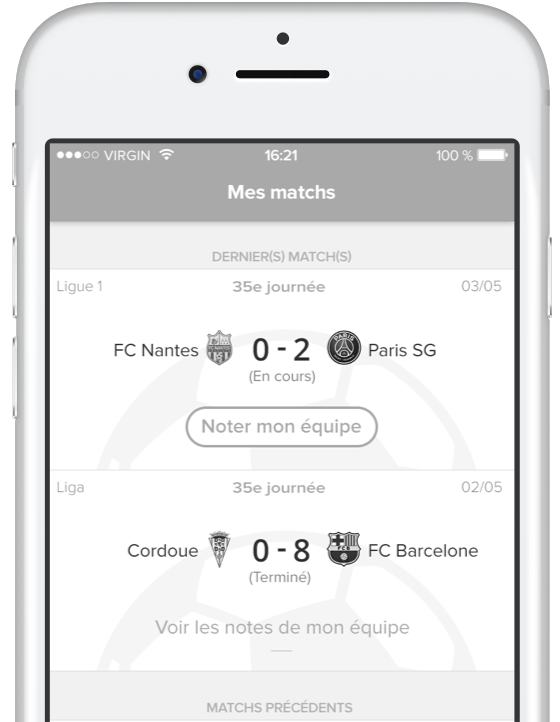 VIRGIN 16:21 100 %
Mes matchs
DERNIER(S) MATCH(S)
Ligue 1 35e journée 03/05
FC Nantes 0 - 2 Paris SG
(En cours)
Noter mon équipe
Liga 35e journée 02/05
Cordoue 0 - 8 FC Barcelone
(Terminé)
Voir les notes de mon équipe
MATCHS PRÉCÉDENTS